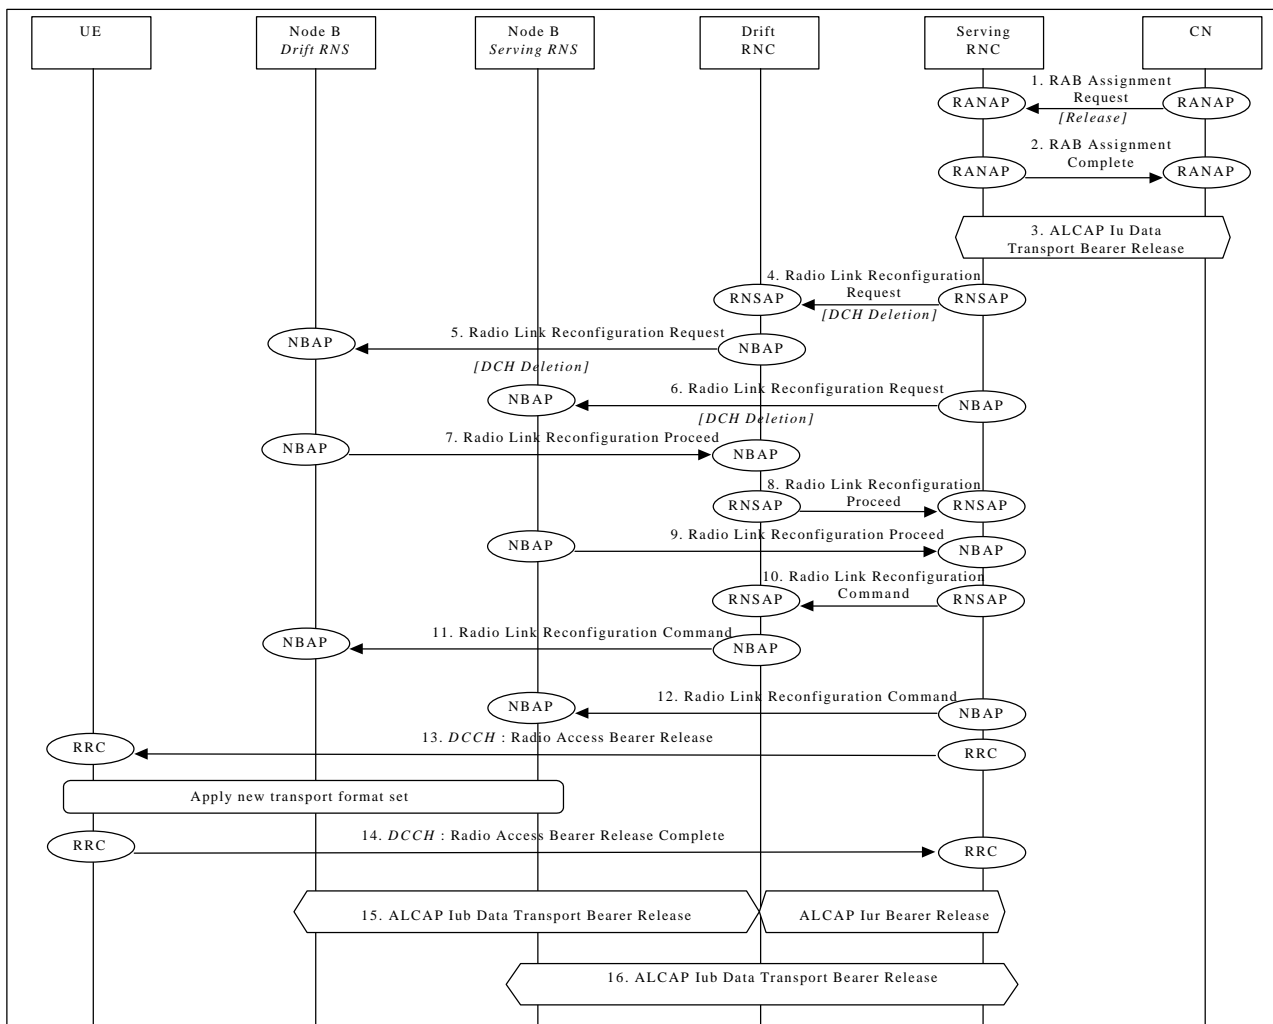 UE
Node B
Drift RNS
Node B
Serving RNS
Drift
RNC
Serving
RNC
CN
1. RAB Assignment
Request
[Release]
RANAP
RANAP
2. RAB Assignment
Complete
RANAP
RANAP
3. ALCAP Iu Data
Transport Bearer Release
4. Radio Link Reconfiguration
Request
[DCH Deletion]
RNSAP
RNSAP
5. Radio Link Reconfiguration Request
[DCH Deletion]
NBAP
NBAP
6. Radio Link Reconfiguration Request
[DCH Deletion]
NBAP
NBAP
7. Radio Link Reconfiguration Proceed
NBAP
NBAP
8. Radio Link Reconfiguration
Proceed
RNSAP
RNSAP
9. Radio Link Reconfiguration Proceed
NBAP
NBAP
10. Radio Link Reconfiguration
Command
RNSAP
RNSAP
11. Radio Link Reconfiguration Command
NBAP
NBAP
12. Radio Link Reconfiguration Command
NBAP
NBAP
13. DCCH : Radio Access Bearer Release
RRC
RRC
Apply new transport format set
14. DCCH : Radio Access Bearer Release Complete
RRC
RRC
15. ALCAP Iub Data Transport Bearer Release
ALCAP Iur Bearer Release
16. ALCAP Iub Data Transport Bearer Release